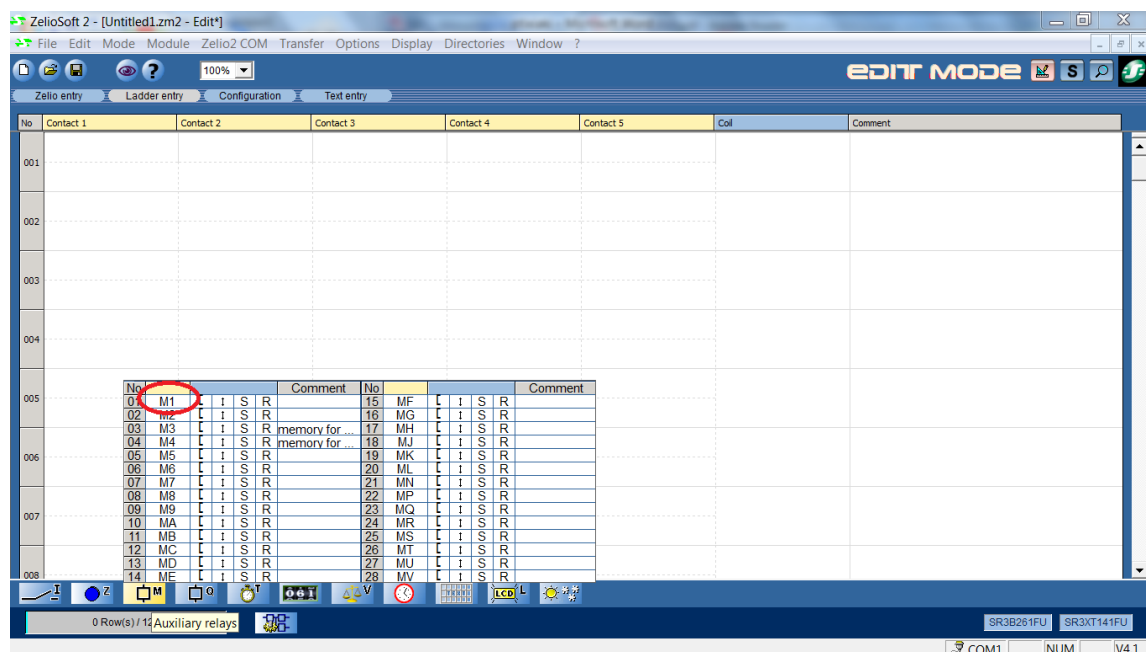 ZelioSoft 2 - [Untitled1.zm2 - Edit*]
File Edit Mode Module Zelio2 COM Transfer Options Display Directories Window ?
100% EDIT MODE S
Zelio entry Ladder entry Configuration Text entry
No Contact 1 Contact 2 Contact 3 Contact 4 Contact 5 Coil Comment
001
002
003
004
005
006
007
008
No Comment No Comment
01 M1 [ S R 15 MF [ S R
02 M2 [ S R 16 MG [ S R
03 M3 [ S R memory for ... 17 MH [ S R
04 M4 [ S R memory for ... 18 MJ [ S R
05 M5 [ S R 19 MK [ S R
06 M6 [ S R 20 ML [ S R
07 M7 [ S R 21 MN [ S R
08 M8 [ S R 22 MP [ S R
09 M9 [ S R 23 MQ [ S R
10 MA [ S R 24 MR [ S R
11 MB [ S R 25 MS [ S R
12 MC [ S R 26 MT [ S R
13 MD [ S R 27 MU [ S R
14 ME [ S R 28 MV [ S R
I Z M Q T 061 V LCD L
0 Row(s) / 12 Auxiliary relays SR3B261FU SR3XT141FU
COM1 NUM V4.1